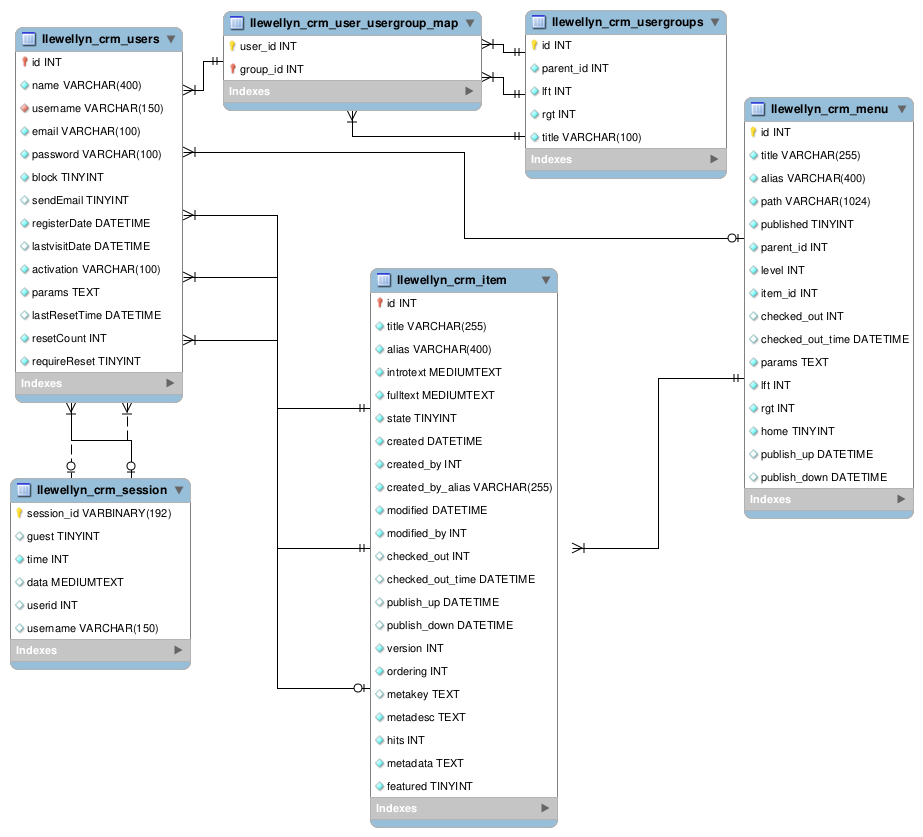 llewellyn_crm_users
id INT
name VARCHAR(400)
username VARCHAR(150)
email VARCHAR(100)
password VARCHAR(100)
block TINYINT
sendEmail TINYINT
registerDate DATETIME
lastvisitDate DATETIME
activation VARCHAR(100)
params TEXT
lastResetTime DATETIME
resetCount INT
requireReset TINYINT
Indexes
llewellyn_crm_user_usergroup_map
user_id INT
group_id INT
Indexes
llewellyn_crm_usergroups
id INT
parent_id INT
lft INT
rgt INT
title VARCHAR(100)
Indexes
llewellyn_crm_menu
id INT
title VARCHAR(255)
alias VARCHAR(400)
path VARCHAR(1024)
published TINYINT
parent_id INT
level INT
item_id INT
checked_out INT
checked_out_time DATETIME
params TEXT
lft INT
rgt INT
home TINYINT
publish_up DATETIME
publish_down DATETIME
Indexes
llewellyn_crm_item
id INT
title VARCHAR(255)
alias VARCHAR(400)
introtext MEDIUMTEXT
fulltext MEDIUMTEXT
state TINYINT
created DATETIME
created_by INT
created_by_alias VARCHAR(255)
modified DATETIME
modified_by INT
checked_out INT
checked_out_time DATETIME
publish_up DATETIME
publish_down DATETIME
version INT
ordering INT
metakey TEXT
metadesc TEXT
hits INT
metadata TEXT
featured TINYINT
Indexes
llewellyn_crm_session
session_id VARBINARY(192)
guest TINYINT
time INT
data MEDIUMTEXT
userid INT
username VARCHAR(150)
Indexes